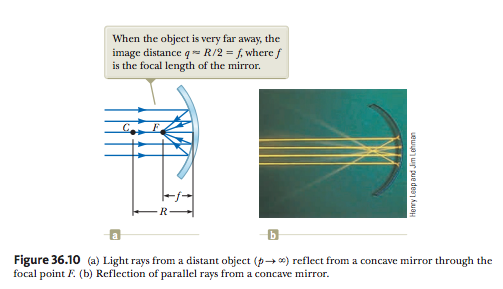 When the object is very far away, the
image distance q ≈ R/2 = f, where f
is the focal length of the mirror.
C
F
f
R
a
b
Henry Leap and Jim Lehman
Figure 36.10 (a) Light rays from a distant object (p → ∞) reflect from a concave mirror through the
focal point F. (b) Reflection of parallel rays from a concave mirror.